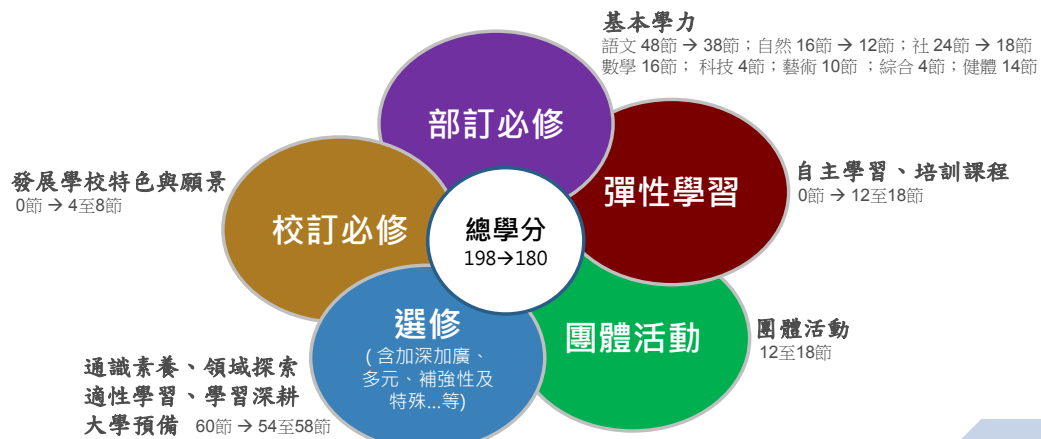 基本學力
語文 48節 → 38節；自然 16節 → 12節；社 24節 → 18節
數學 16節； 科技 4節；藝術 10節 ；綜合 4節；健體 14節
部訂必修
彈性學習
自主學習、培訓課程
0節 → 12至18節
發展學校特色與願景
0節 → 4至8節
校訂必修
總學分
198→180
選修
( 含加深加廣、
多元、補強性及
特殊...等)
團體活動
團體活動
12至18節
通識素養、領域探索
適性學習、學習深耕
大學預備 60節 → 54至58節